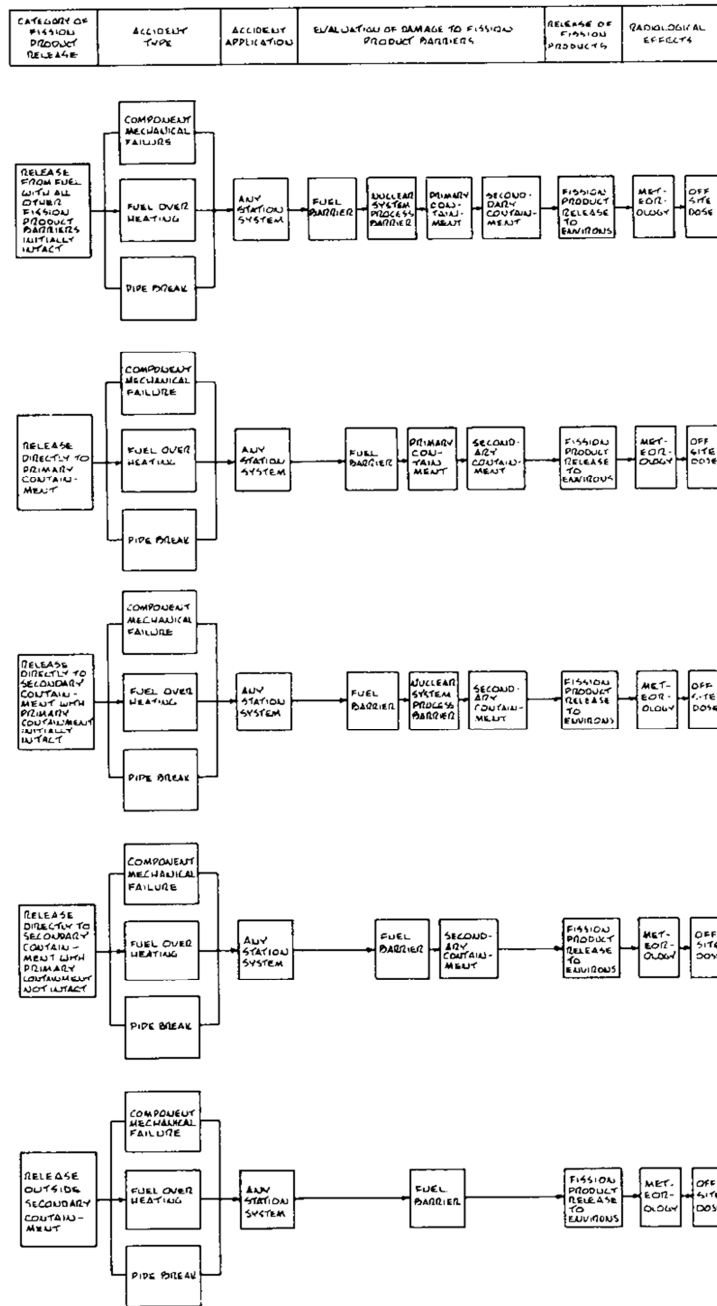 CATEGORY OF
FISSION
PRODUCT
RELEASE
ACCIDENT
TYPE
ACCIDENT
APPLICATION
EVALUATION OF DAMAGE TO FISSION
PRODUCT BARRIERS
RELEASE OF
FISSION
PRODUCTS
RADIOLOGICAL
EFFECTS
RELEASE
FROM FUEL
WITH ALL
OTHER
FISSION
PRODUCT
BARRIERS
INITIALLY
INTACT
COMPONENT
MECHANICAL
FAILURE
FUEL OVER
HEATING
PIPE BREAK
ANY
STATION
SYSTEM
FUEL
BARRIER
NUCLEAR
SYSTEM
PROCESS
BARRIER
PRIMARY
CON-
TAIN-
MENT
SECOND-
DARY
CONTAIN-
MENT
FISSION
PRODUCT
RELEASE
TO
ENVIRONS
MET-
EOR-
OLOGY
OFF
SITE
DOSE
RELEASE
DIRECTLY TO
PRIMARY
CONTAIN-
MENT
COMPONENT
MECHANICAL
FAILURE
FUEL OVER
HEATING
PIPE BREAK
ANY
STATION
SYSTEM
FUEL
BARRIER
PRIMARY
CON-
TAIN-
MENT
SECOND-
ARY
CONTAIN-
MENT
FISSION
PRODUCT
RELEASE
TO
ENVIRONS
MET-
EOR-
OLOGY
OFF
SITE
DOSE
RELEASE
DIRECTLY TO
SECONDARY
CONTAIN-
MENT WITH
PRIMARY
CONTAINMENT
INITIALLY
INTACT
COMPONENT
MECHANICAL
FAILURE
FUEL OVER
HEATING
PIPE BREAK
ANY
STATION
SYSTEM
FUEL
BARRIER
NUCLEAR
SYSTEM
PROCESS
BARRIER
SECOND-
ARY
CONTAIN-
MENT
FISSION
PRODUCT
RELEASE
TO
ENVIRONS
MET-
EOR-
OLOGY
OFF
SITE
DOSE
RELEASE
DIRECTLY TO
SECONDARY
CONTAIN-
MENT WITH
PRIMARY
CONTAINMENT
NOT INTACT
COMPONENT
MECHANICAL
FAILURE
FUEL OVER
HEATING
PIPE BREAK
ANY
STATION
SYSTEM
FUEL
BARRIER
SECOND-
ARY
CONTAIN-
MENT
FISSION
PRODUCT
RELEASE
TO
ENVIRONS
MET-
EOR-
OLOGY
OFF
SITE
DOSE
RELEASE
OUTSIDE
SECONDARY
CONTAIN-
MENT
COMPONENT
MECHANICAL
FAILURE
FUEL OVER
HEATING
PIPE BREAK
ANY
STATION
SYSTEM
FUEL
BARRIER
FISSION
PRODUCT
RELEASE
TO
ENVIRONS
MET-
EOR-
OLOGY
OFF
SITE
DOSE